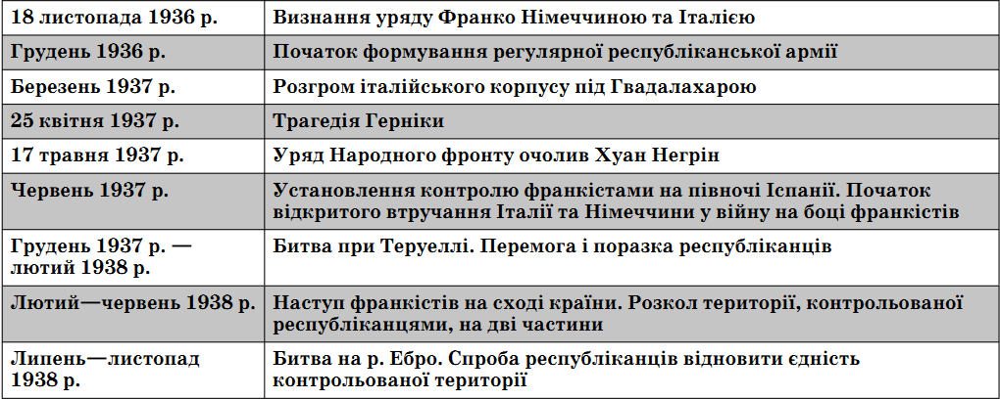 18 листопада 1936 р.
Визнання уряду Франко Німеччиною та Італією
Грудень 1936 р.
Початок формування регулярної республіканської армії
Березень 1937 р.
Розгром італійського корпусу під Гвадалахарою
25 квітня 1937 р.
Трагедія Герніки
17 травня 1937 р.
Уряд Народного фронту очолив Хуан Негрін
Червень 1937 р.
Установлення контролю франкістами на півночі Іспанії. Початок
відкритого втручання Італії та Німеччини у війну на боці франкістів
Грудень 1937 р. —
лютий 1938 р.
Битва при Теруеллі. Перемога і поразка республіканців
Лютий—червень 1938 р.
Наступ франкістів на сході країни. Розкол території, контрольованої
республіканцями, на дві частини
Липень—листопад
1938 р.
Битва на р. Ебро. Спроба республіканців відновити єдність
контрольованої території